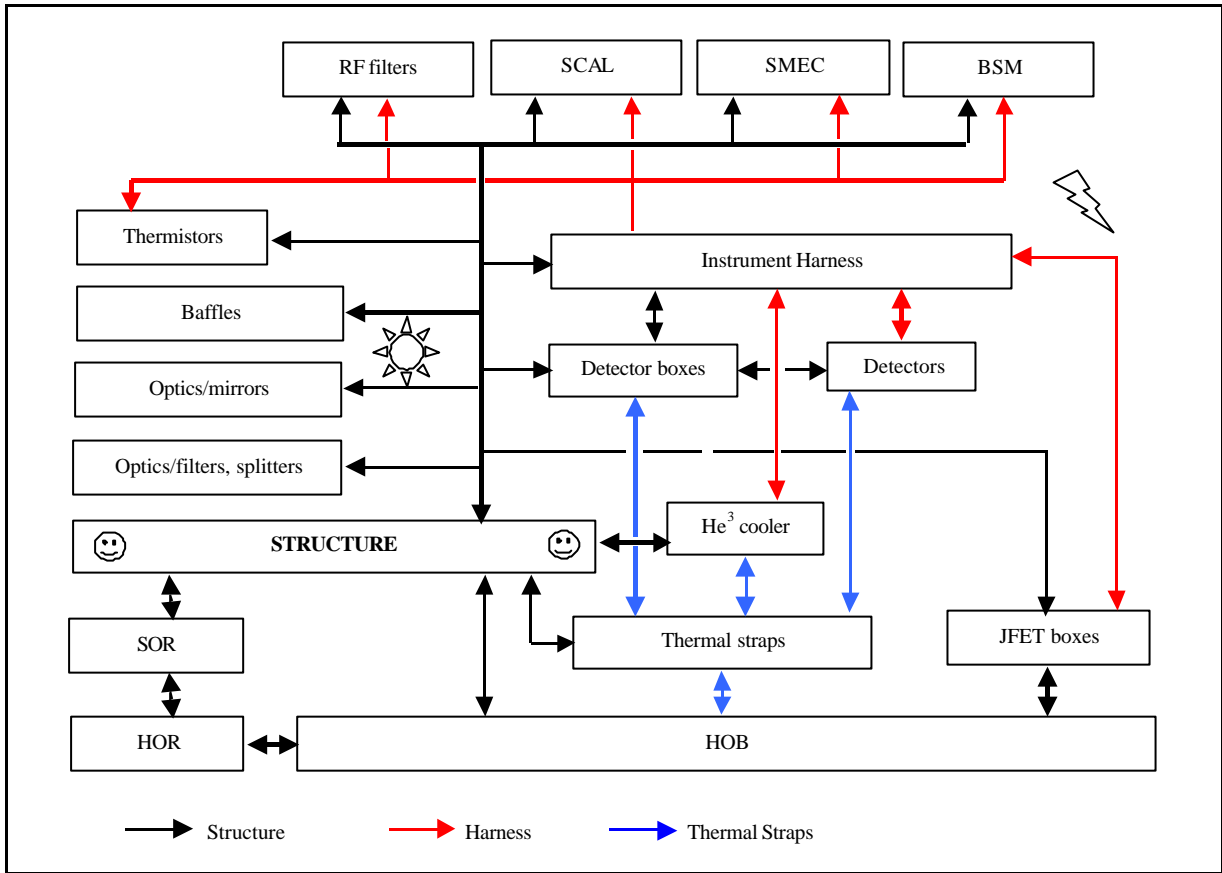 RF filters
SCAL
SMEC
BSM
Thermistors
Instrument Harness
Baffles
Detector boxes
Detectors
Optics/mirrors
Optics/filters, splitters
He³ cooler
STRUCTURE
SOR
Thermal straps
JFET boxes
HOR
HOB
Structure
Harness
Thermal Straps